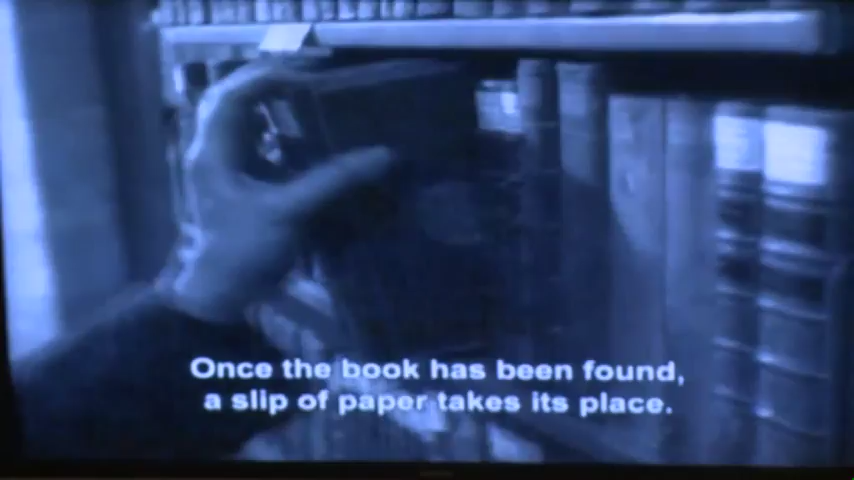 Once the book has been found,
a slip of paper takes its place.